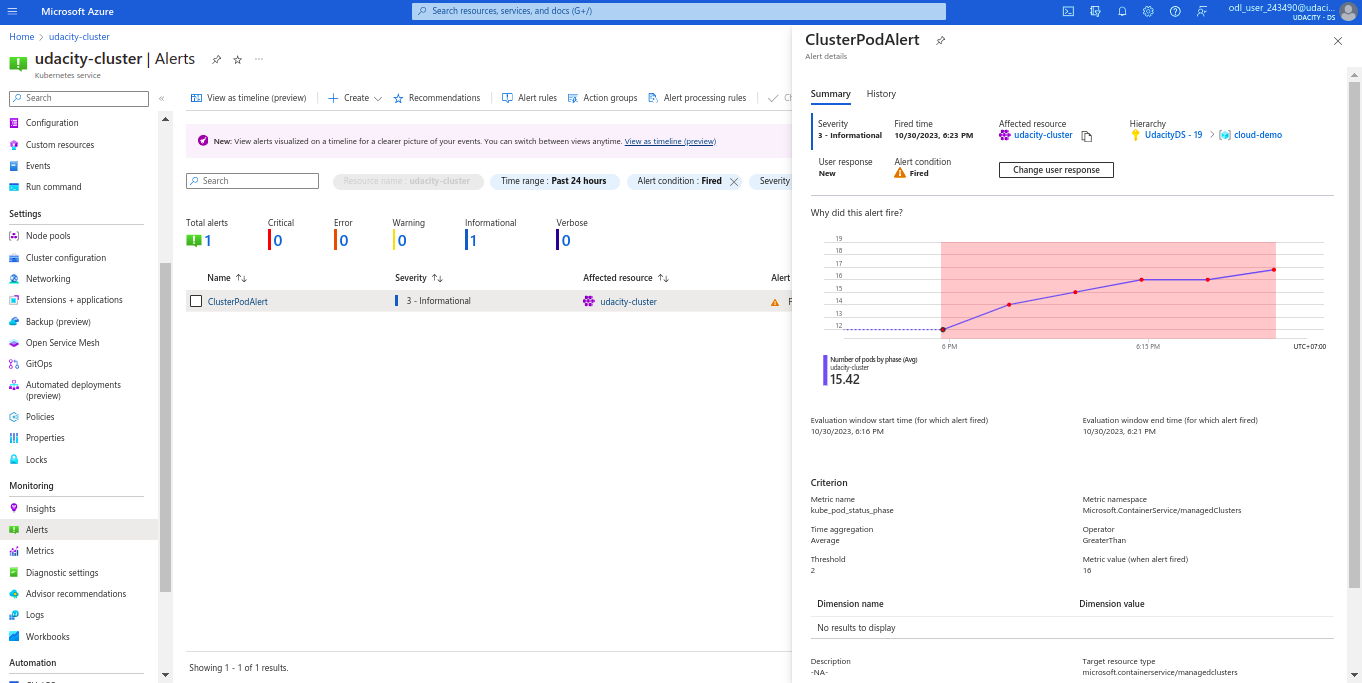 Microsoft Azure
Search resources, services, and docs (G+/)
odl_user_243490@udaci...
UDACITY - DS
Home > udacity-cluster
udacity-cluster | Alerts
...
Kubernetes service
Search
«
Configuration
Custom resources
Events
Run command
Settings
Node pools
Cluster configuration
Networking
Extensions + applications
Backup (preview)
Open Service Mesh
GitOps
Automated deployments
(preview)
Policies
Properties
Locks
Monitoring
Insights
Alerts
Metrics
Diagnostic settings
Advisor recommendations
Logs
Workbooks
Automation
View as timeline (preview)
Create
Recommendations
Alert rules
Action groups
Alert processing rules
New: View alerts visualized on a timeline for a clearer picture of your events. You can switch between views anytime. View as timeline (preview)
Search
Resource name : udacity-cluster
Time range : Past 24 hours
Alert condition : Fired
Severity
Total alerts
1
Critical
0
Error
0
Warning
0
Informational
1
Verbose
0
Name Severity Affected resource Alert
ClusterPodAlert 3 - Informational udacity-cluster F
Showing 1 - 1 of 1 results.
ClusterPodAlert
Alert details
Summary History
Severity
3 - Informational
Fired time
10/30/2023, 6:23 PM
Affected resource
udacity-cluster
Hierarchy
UdacityDS - 19 > cloud-demo
User response
New
Alert condition
Fired
Change user response
Why did this alert fire?
19
18
17
16
15
14
13
12
6 PM 6:15 PM UTC+07:00
Number of pods by phase (Avg)
udacity-cluster
15.42
Evaluation window start time (for which alert fired)
10/30/2023, 6:16 PM
Evaluation window end time (for which alert fired)
10/30/2023, 6:21 PM
Criterion
Metric name
kube_pod_status_phase
Metric namespace
Microsoft.ContainerService/managedClusters
Time aggregation
Average
Operator
GreaterThan
Threshold
2
Metric value (when alert fired)
16
Dimension name Dimension value
No results to display
Description
-NA-
Target resource type
microsoft.containerservice/managedclusters